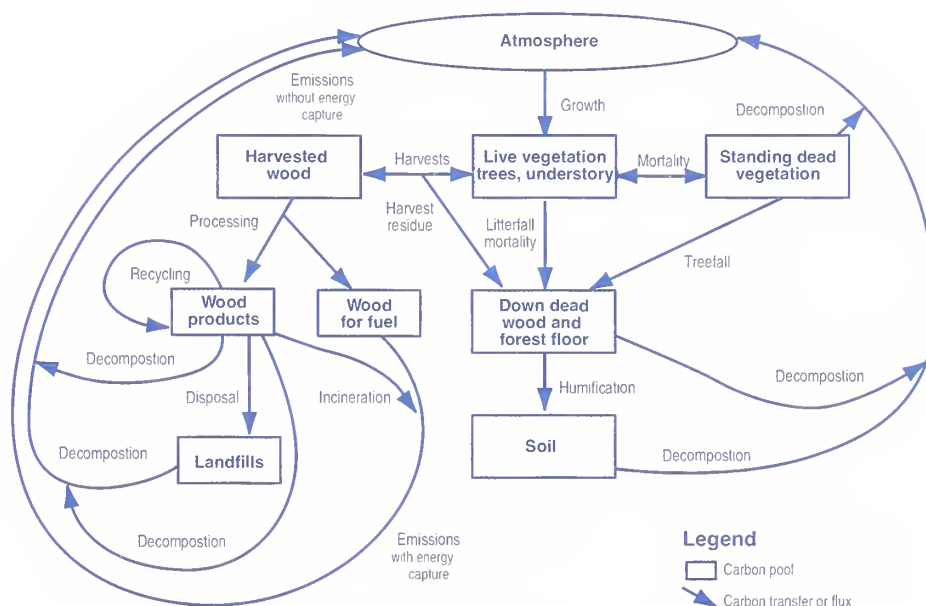 Atmosphere
Emissions
without energy
capture
Growth
Decompostion
Harvested
wood
Harvests
Live vegetation
trees, understory
Mortality
Standing dead
vegetation
Processing
Harvest
residue
Litterfall
mortality
Treefall
Recycling
Wood
products
Wood
for fuel
Down dead
wood and
forest floor
Decompostion
Disposal
Incineration
Humification
Decompostion
Decompostion
Landfills
Soil
Decompostion
Decompostion
Emissions
with energy
capture
Legend
Carbon pool
Carbon transfer or flux